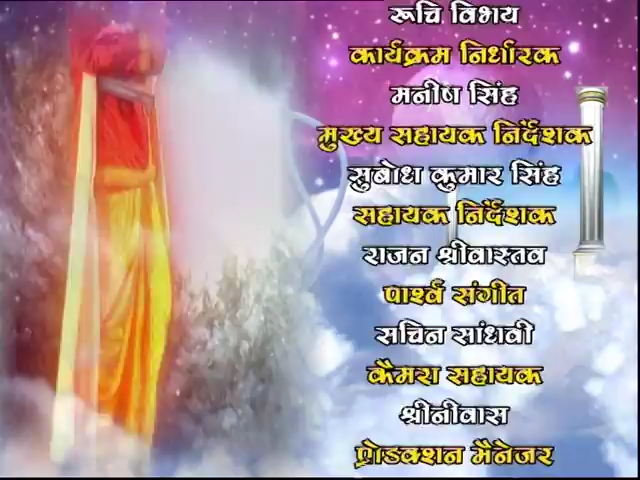 रूचि विभय
कार्यक्रम निर्धारक
मनीष सिंह
मुख्य सहायक निर्देशक
सुबोध कुमार सिंह
सहायक निर्देशक
राजन श्रीवास्तव
पार्श्व संगीत
सचिन सांघवी
कैमरा सहायक
श्रीनीवास
प्रोडक्शन मैनेजर